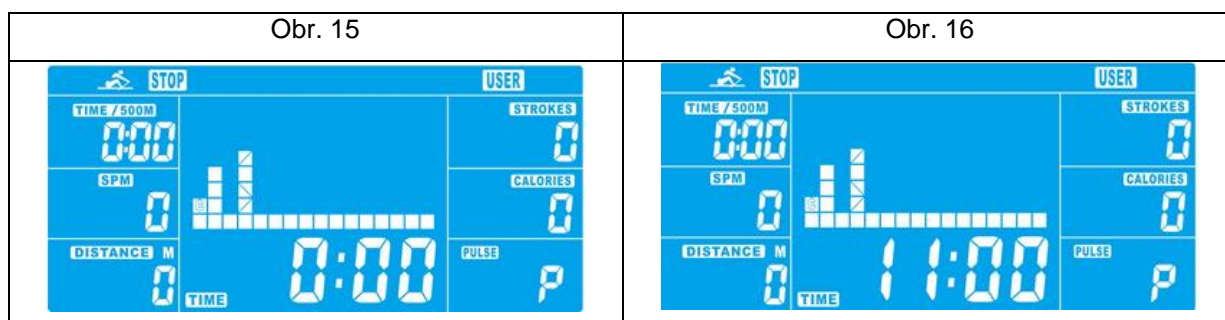 Obr. 15
Obr. 16
STOP USER
TIME / 500M
0:00
SPM
0
DISTANCE M
0
TIME 0:00
STROKES
0
CALORIES
0
PULSE
P
STOP USER
TIME / 500M
0:00
SPM
0
DISTANCE M
0
TIME 11:00
STROKES
0
CALORIES
0
PULSE
P